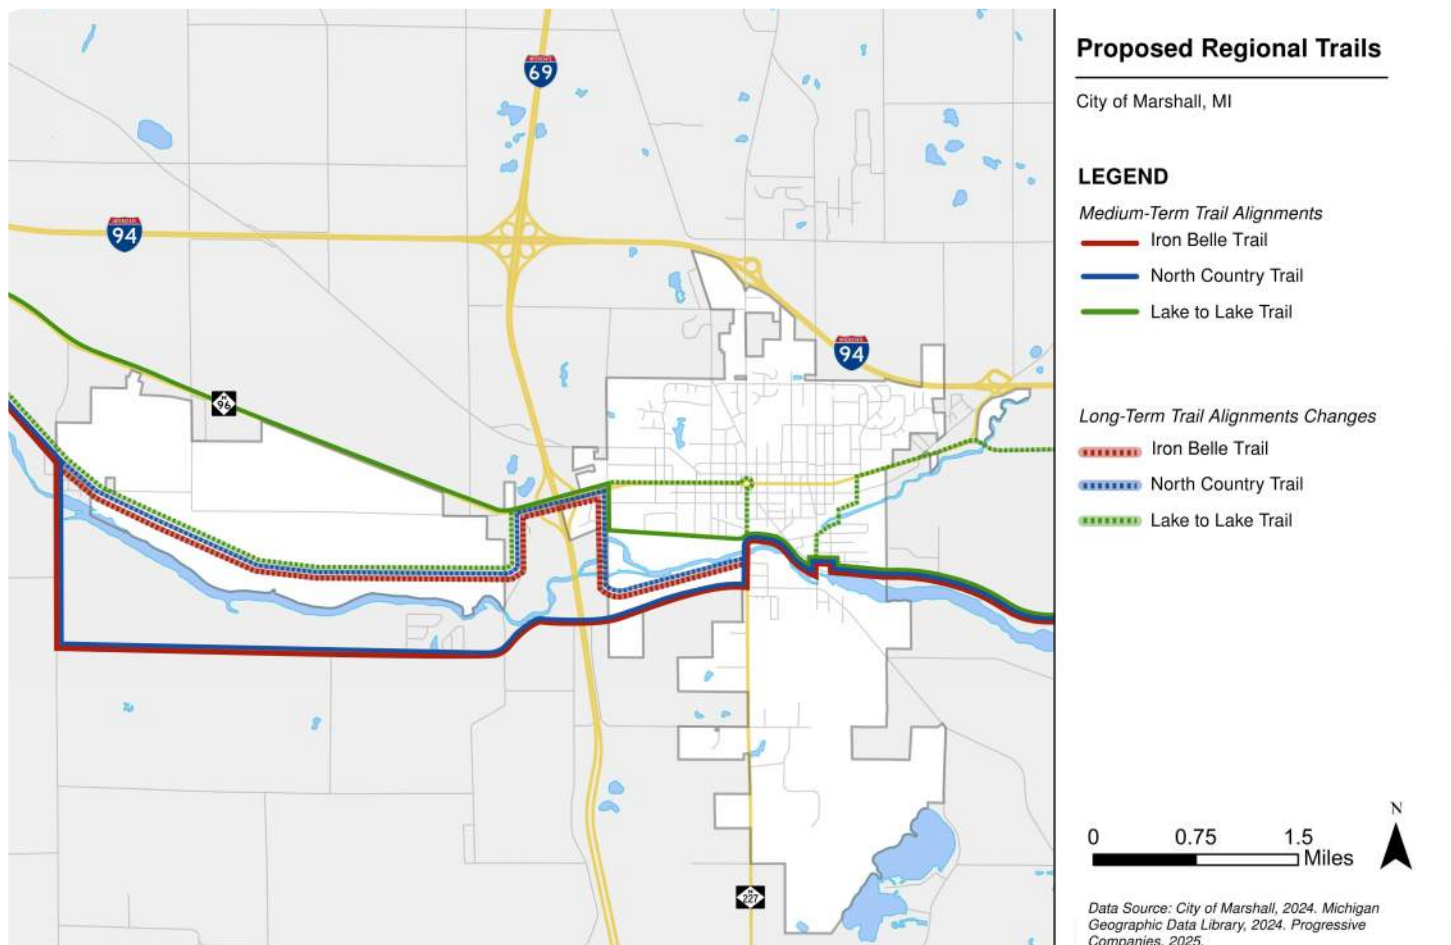 Proposed Regional Trails
City of Marshall, MI
LEGEND
Medium-Term Trail Alignments
Iron Belle Trail
North Country Trail
Lake to Lake Trail
Long-Term Trail Alignments Changes
Iron Belle Trail
North Country Trail
Lake to Lake Trail
0 0.75 1.5
Miles
N
Data Source: City of Marshall, 2024. Michigan
Geographic Data Library, 2024. Progressive
Companies, 2025.
69
94
94
M
96
M
227